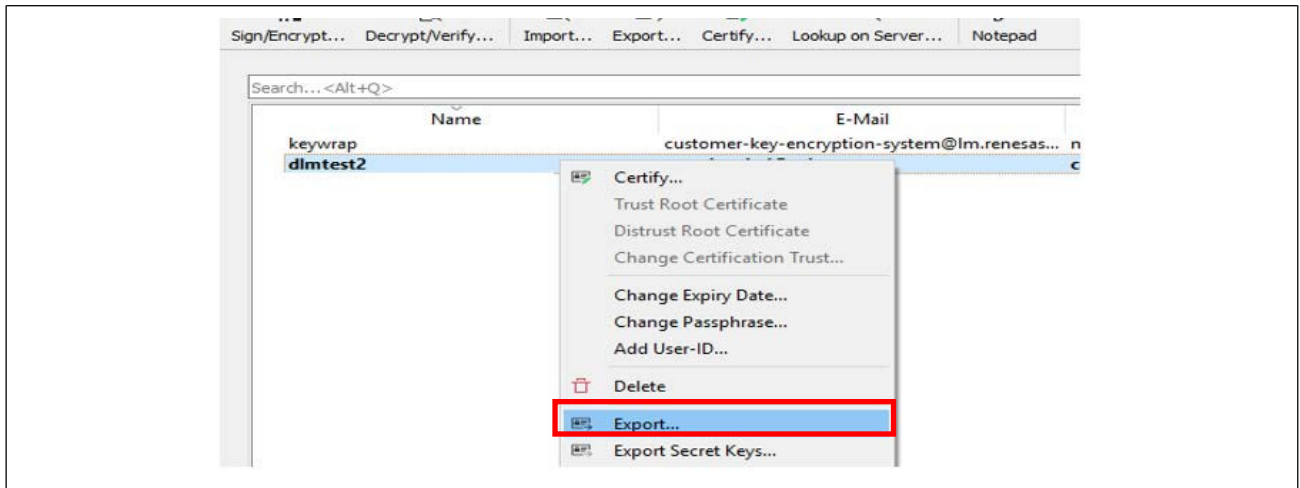 Sign/Encrypt... Decrypt/Verify... Import... Export... Certify... Lookup on Server... Notepad
Search...<Alt+Q>
Name E-Mail
keywrap customer-key-encryption-system@lm.renesas... n
dlmtest2 c
Certify...
Trust Root Certificate
Distrust Root Certificate
Change Certification Trust...
Change Expiry Date...
Change Passphrase...
Add User-ID...
Delete
Export...
Export Secret Keys...